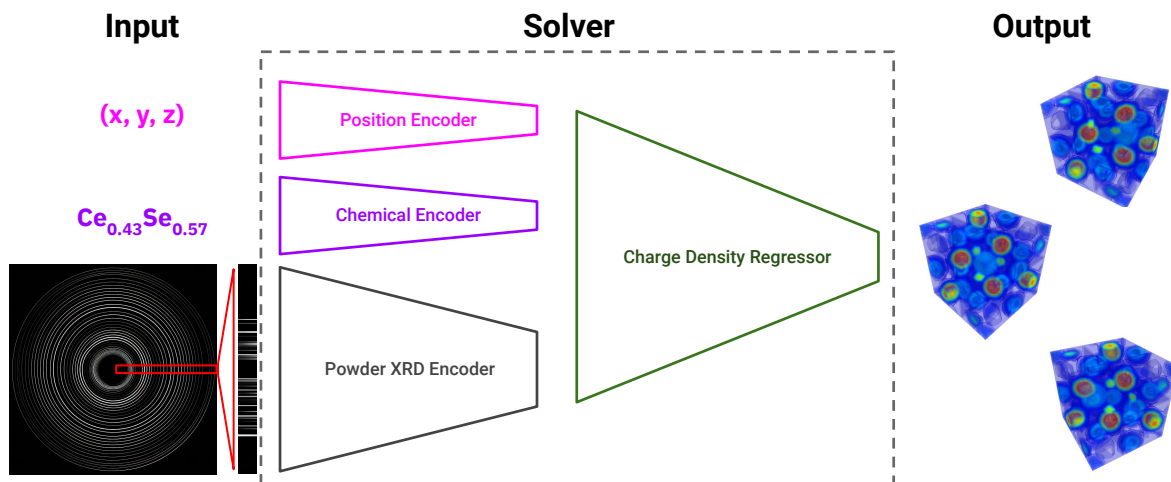 Input
Solver
Output
(x, y, z)
Position Encoder
Ce0.43Se0.57
Chemical Encoder
Charge Density Regressor
Powder XRD Encoder